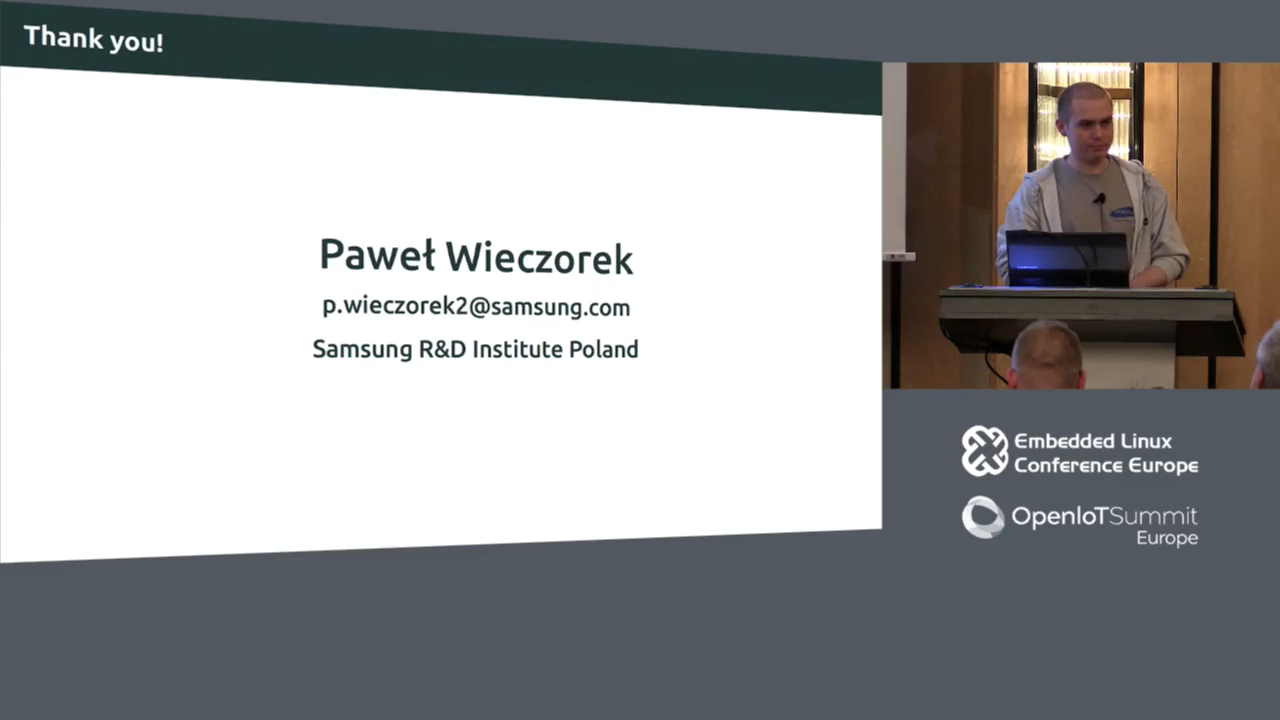 Thank you!
Paweł Wieczorek
p.wieczorek2@samsung.com
Samsung R&D Institute Poland
Embedded Linux
Conference Europe
OpenIoTSummit
Europe